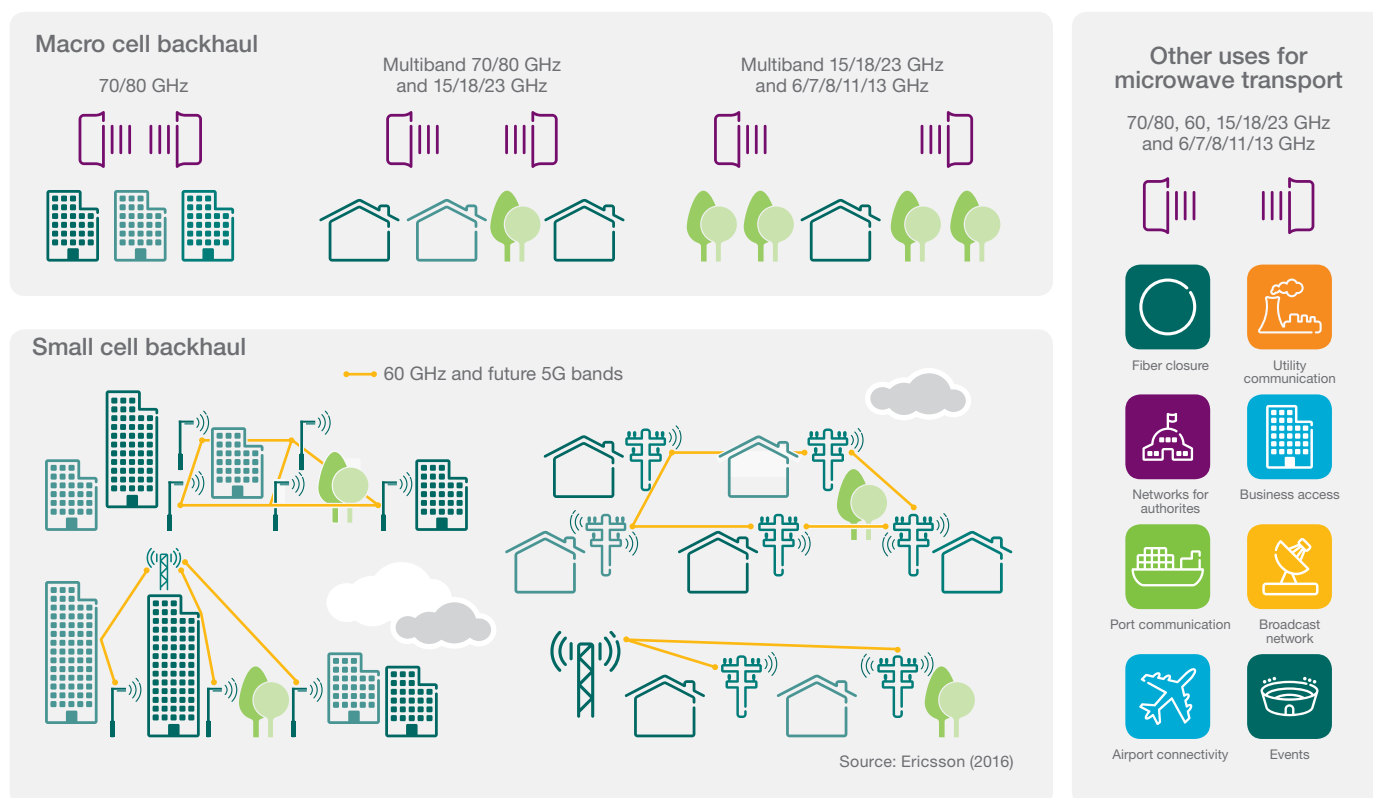 Macro cell backhaul
70/80 GHz
Multiband 70/80 GHz
and 15/18/23 GHz
Multiband 15/18/23 GHz
and 6/7/8/11/13 GHz
Small cell backhaul
60 GHz and future 5G bands
Source: Ericsson (2016)
Other uses for
microwave transport
70/80, 60, 15/18/23 GHz
and 6/7/8/11/13 GHz
Fiber closure
Utility
communication
Networks for
authorites
Business access
Port communication
Broadcast
network
Airport connectivity
Events